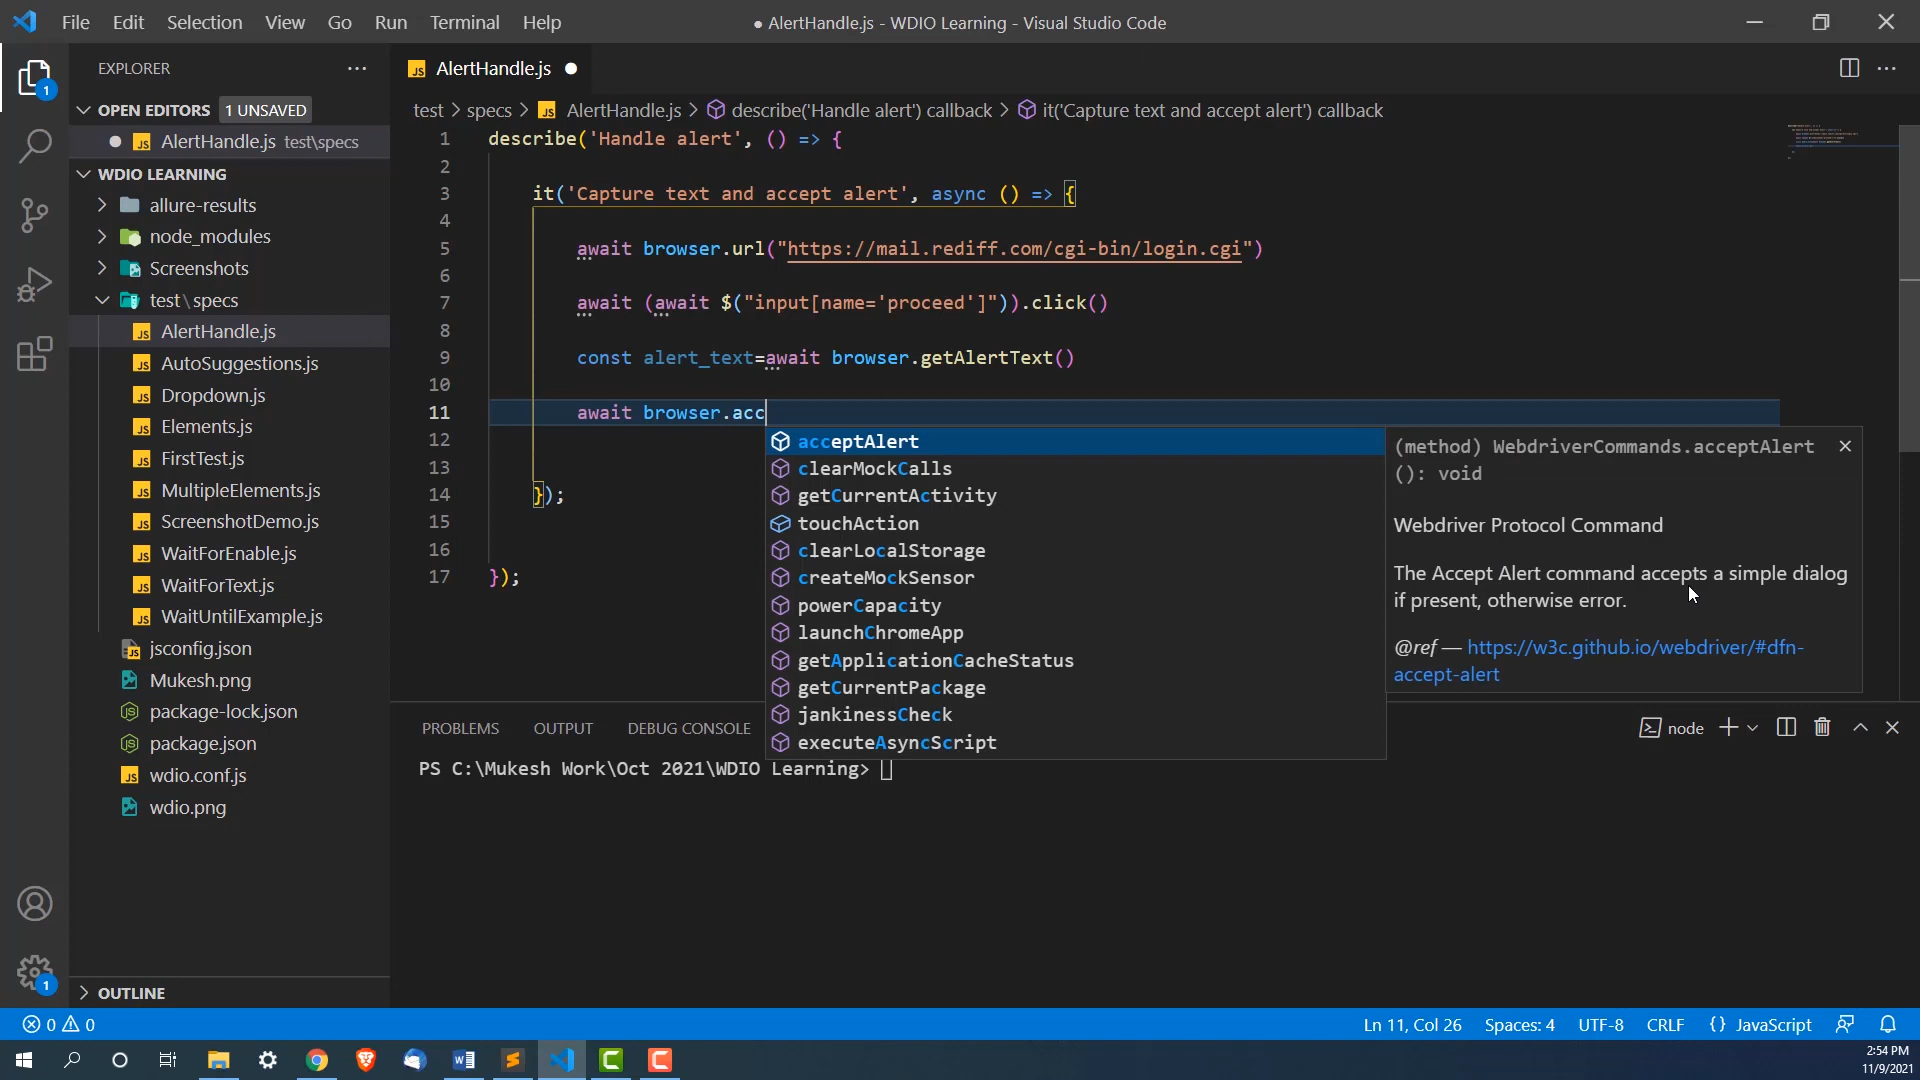 File Edit Selection View Go Run Terminal Help
● AlertHandle.js - WDIO Learning - Visual Studio Code
EXPLORER
OPEN EDITORS 1 UNSAVED
AlertHandle.js test\specs
WDIO LEARNING
allure-results
node_modules
Screenshots
test\specs
AlertHandle.js
AutoSuggestions.js
Dropdown.js
Elements.js
FirstTest.js
MultipleElements.js
ScreenshotDemo.js
WaitForEnable.js
WaitForText.js
WaitUntilExample.js
jsconfig.json
Mukesh.png
package-lock.json
package.json
wdio.conf.js
wdio.png
OUTLINE
AlertHandle.js
test > specs > AlertHandle.js > describe('Handle alert') callback > it('Capture text and accept alert') callback
1 describe('Handle alert', () => {
2
3 it('Capture text and accept alert', async () => {
4
5 await browser.url("https://mail.rediff.com/cgi-bin/login.cgi")
6
7 await (await $("input[name='proceed']")).click()
8
9 const alert_text=await browser.getAlertText()
10
11 await browser.acc
12
13
14 });
15
16
17 });
acceptAlert
clearMockCalls
getCurrentActivity
touchAction
clearLocalStorage
createMockSensor
powerCapacity
launchChromeApp
getApplicationCacheStatus
getCurrentPackage
jankinessCheck
executeAsyncScript
(method) WebdriverCommands.acceptAlert
(): void
Webdriver Protocol Command
The Accept Alert command accepts a simple dialog
if present, otherwise error.
@ref — https://w3c.github.io/webdriver/#dfn-
accept-alert
PROBLEMS OUTPUT DEBUG CONSOLE
node
PS C:\Mukesh Work\Oct 2021\WDIO Learning>
0 0
Ln 11, Col 26 Spaces: 4 UTF-8 CRLF {} JavaScript
2:54 PM
11/9/2021